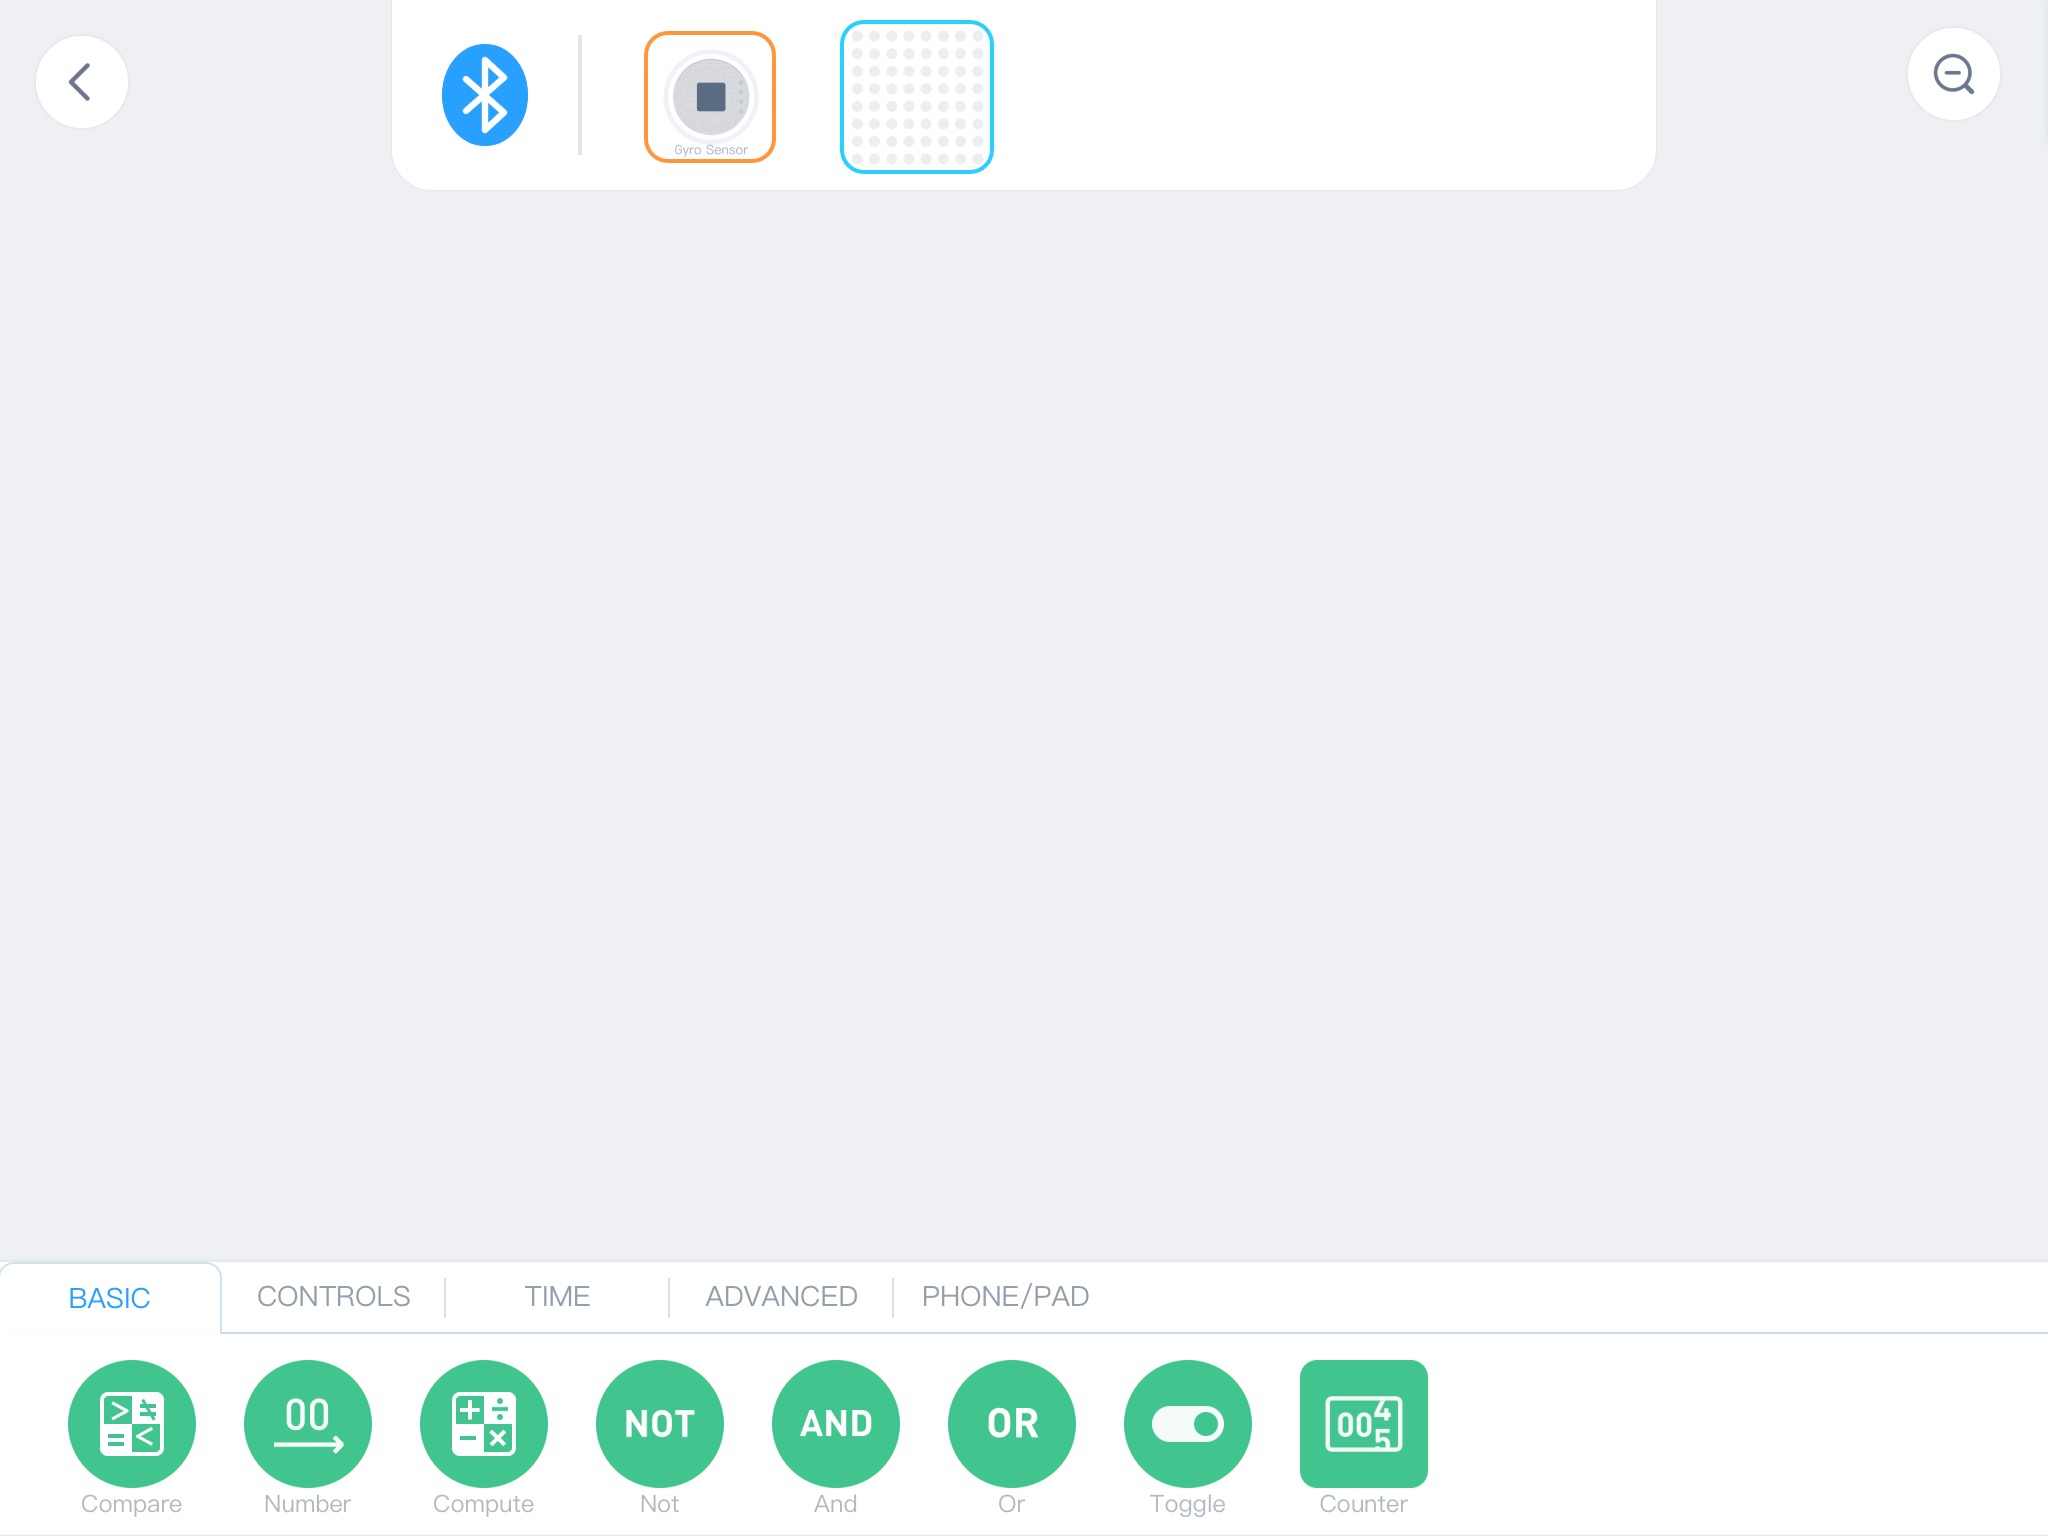 Gyro Sensor
BASIC
CONTROLS
TIME
ADVANCED
PHONE/PAD
00
NOT
AND
OR
00 4 5
Compare
Number
Compute
Not
And
Or
Toggle
Counter